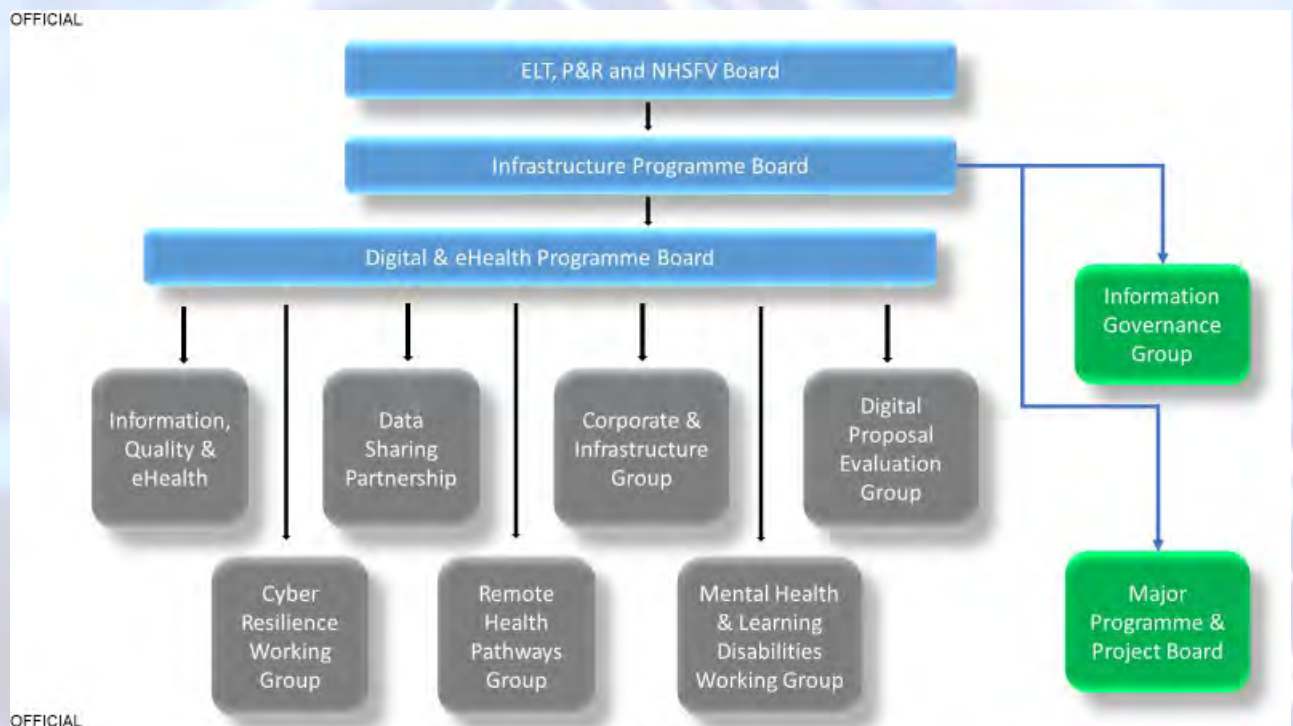 OFFICIAL
ELT, P&R and NHSFV Board
Infrastructure Programme Board
Digital & eHealth Programme Board
Information
Governance
Group
Information,
Quality &
eHealth
Data
Sharing
Partnership
Corporate &
Infrastructure
Group
Digital
Proposal
Evaluation
Group
Cyber
Resilience
Working
Group
Remote
Health
Pathways
Group
Mental Health
& Learning
Disabilities
Working Group
Major
Programme &
Project Board
OFFICIAL